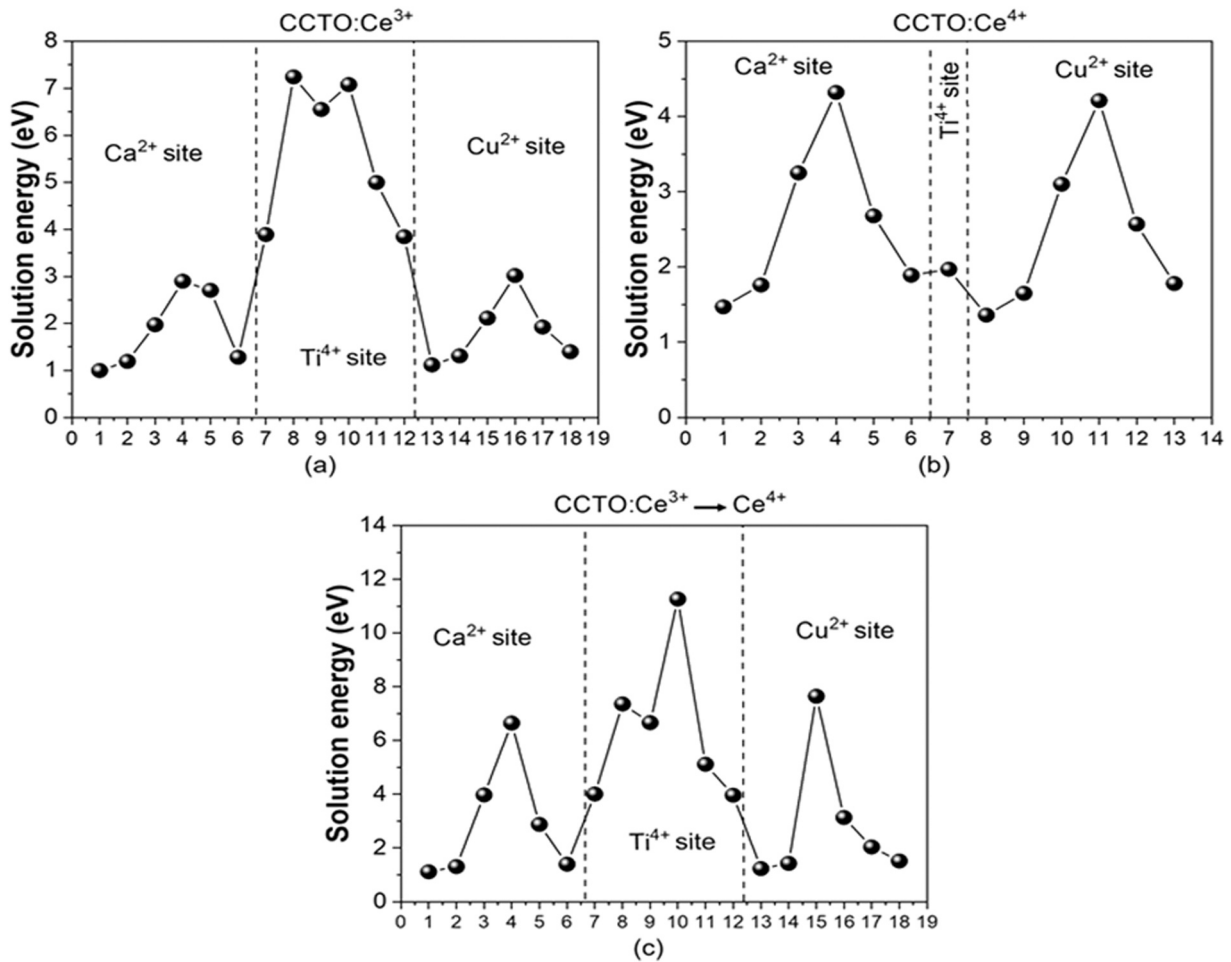 CCTO:Ce³⁺
Solution energy (eV)
8
7
6
5
4
3
2
1
0
Ca²⁺ site
Ti⁴⁺ site
Cu²⁺ site
0 1 2 3 4 5 6 7 8 9 10 11 12 13 14 15 16 17 18 19
(a)
CCTO:Ce⁴⁺
Solution energy (eV)
5
4
3
2
1
0
Ca²⁺ site
Ti⁴⁺ site
Cu²⁺ site
0 1 2 3 4 5 6 7 8 9 10 11 12 13 14
(b)
CCTO:Ce³⁺ → Ce⁴⁺
Solution energy (eV)
14
12
10
8
6
4
2
0
Ca²⁺ site
Ti⁴⁺ site
Cu²⁺ site
0 1 2 3 4 5 6 7 8 9 10 11 12 13 14 15 16 17 18 19
(c)